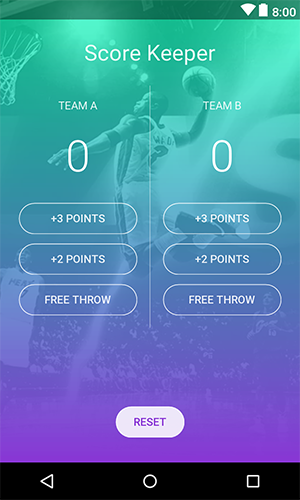 8:00
Score Keeper
TEAM A
TEAM B
0
0
+3 POINTS
+3 POINTS
+2 POINTS
+2 POINTS
FREE THROW
FREE THROW
RESET